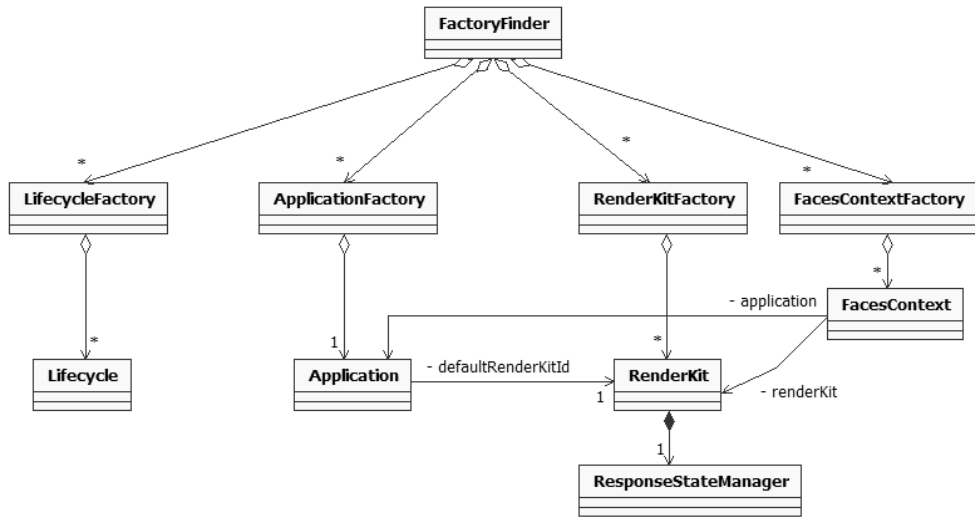 FactoryFinder
*
*
*
*
LifecycleFactory
ApplicationFactory
RenderKitFactory
FacesContextFactory
*
- application
FacesContext
*
1
*
Lifecycle
Application
- defaultRenderKitId
RenderKit
1
- renderKit
1
ResponseStateManager